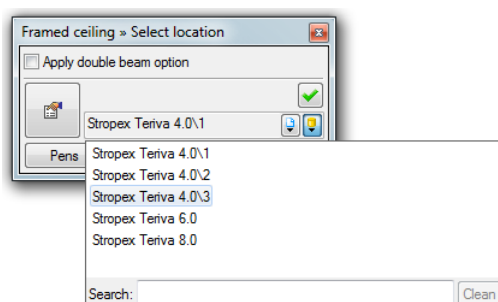 Framed ceiling » Select location
Apply double beam option
Stropex Teriva 4.0\1
Pens
Stropex Teriva 4.0\1
Stropex Teriva 4.0\2
Stropex Teriva 4.0\3
Stropex Teriva 6.0
Stropex Teriva 8.0
Search:
Clean